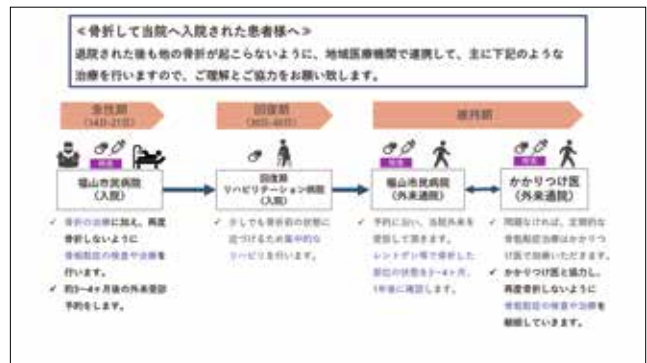 ≪骨折して当院へ入院された患者様へ≫
退院された後も他の骨折が起こらないように、地域医療機関で連携して、主に下記のような
治療を行いますので、ご理解とご協力をお願い致します。
急性期
(14日-21日)
回復期
維持期
検査
検査
検査
福山市民病院
(入院)
回復期
リハビリテーション病院
(入院)
福山市民病院
(外来通院)
かかりつけ医
(外来通院)
✓ 骨折の治療に加え、再度
骨折しないように
骨粗鬆症の検査や治療を
行います。
✓ 約3~4ヶ月後の外来受診
予約をします。
✓ 少しでも骨折前の状態に
近づけるため集中的な
リハビリを行います。
✓ 予約に沿い、当院外来を
受診して頂きます。
レントゲン等で骨折した
部位の状態を3~4ヶ月、
1年後に確認します。
✓ 問題なければ、定期的な
骨粗鬆症治療はかかりつ
け医で加療いただきます。
✓ かかりつけ医と協力し、
再度骨折しないように
骨粗鬆症の検査や治療を
継続していきます。